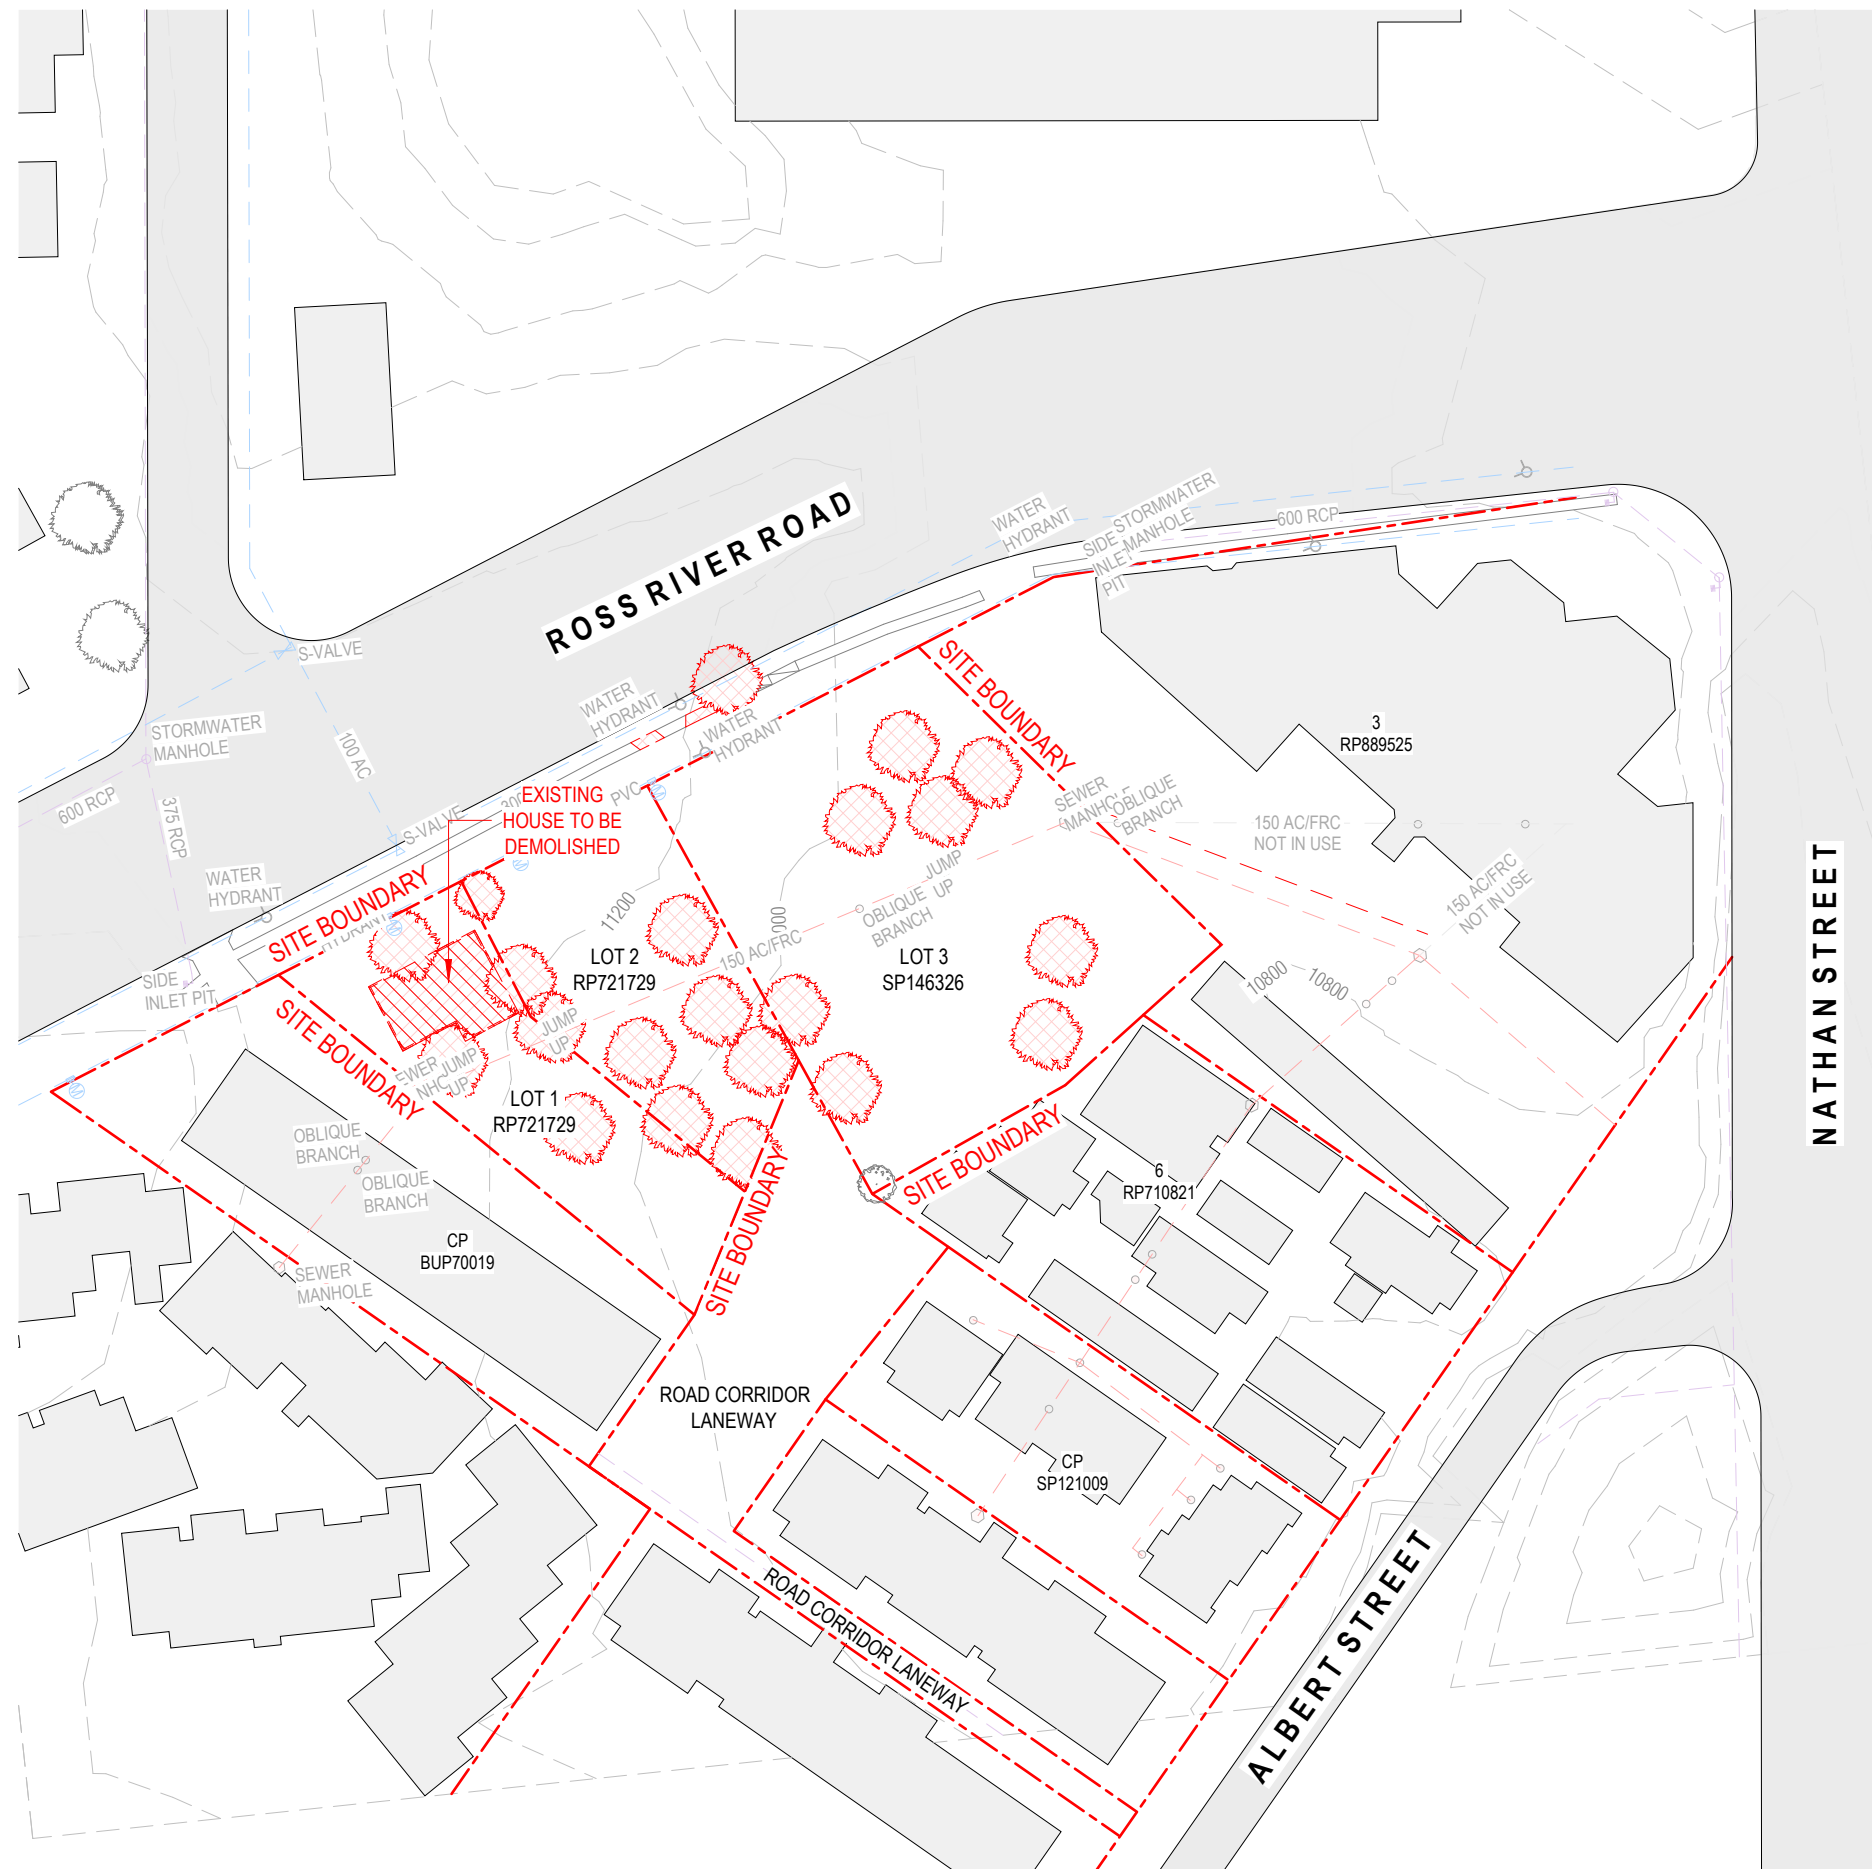 ROSS RIVER ROAD
WATER
HYDRANT
SIDE
INLET
PIT
STORMWATER
MANHOLE
600 RCP
S-VALVE
WATER
HYDRANT
WATER
HYDRANT
SITE BOUNDARY
3
RP889525
STORMWATER
MANHOLE
100 AC
600 RCP
375 RCP
S-VALVE
300
PVC
EXISTING
HOUSE TO BE
DEMOLISHED
SEWER
MANHOLE
OBLIQUE
BRANCH
150 AC/FRC
NOT IN USE
150 AC/FRC
NOT IN USE
NATHAN STREET
WATER
HYDRANT
SITE BOUNDARY
HYDRANT
11200
JUMP
UP
OBLIQUE
BRANCH
150 AC/FRC
LOT 2
RP721729
LOT 3
SP146326
10800
10800
SIDE
INLET PIT
SITE BOUNDARY
JUMP
UP
JUMP
UP
LOT 1
RP721729
OBLIQUE
BRANCH
OBLIQUE
BRANCH
SITE BOUNDARY
SITE BOUNDARY
6
RP710821
CP
BUP70019
SEWER
MANHOLE
ROAD CORRIDOR
LANEWAY
CP
SP121009
ROAD CORRIDOR LANEWAY
ALBERT STREET